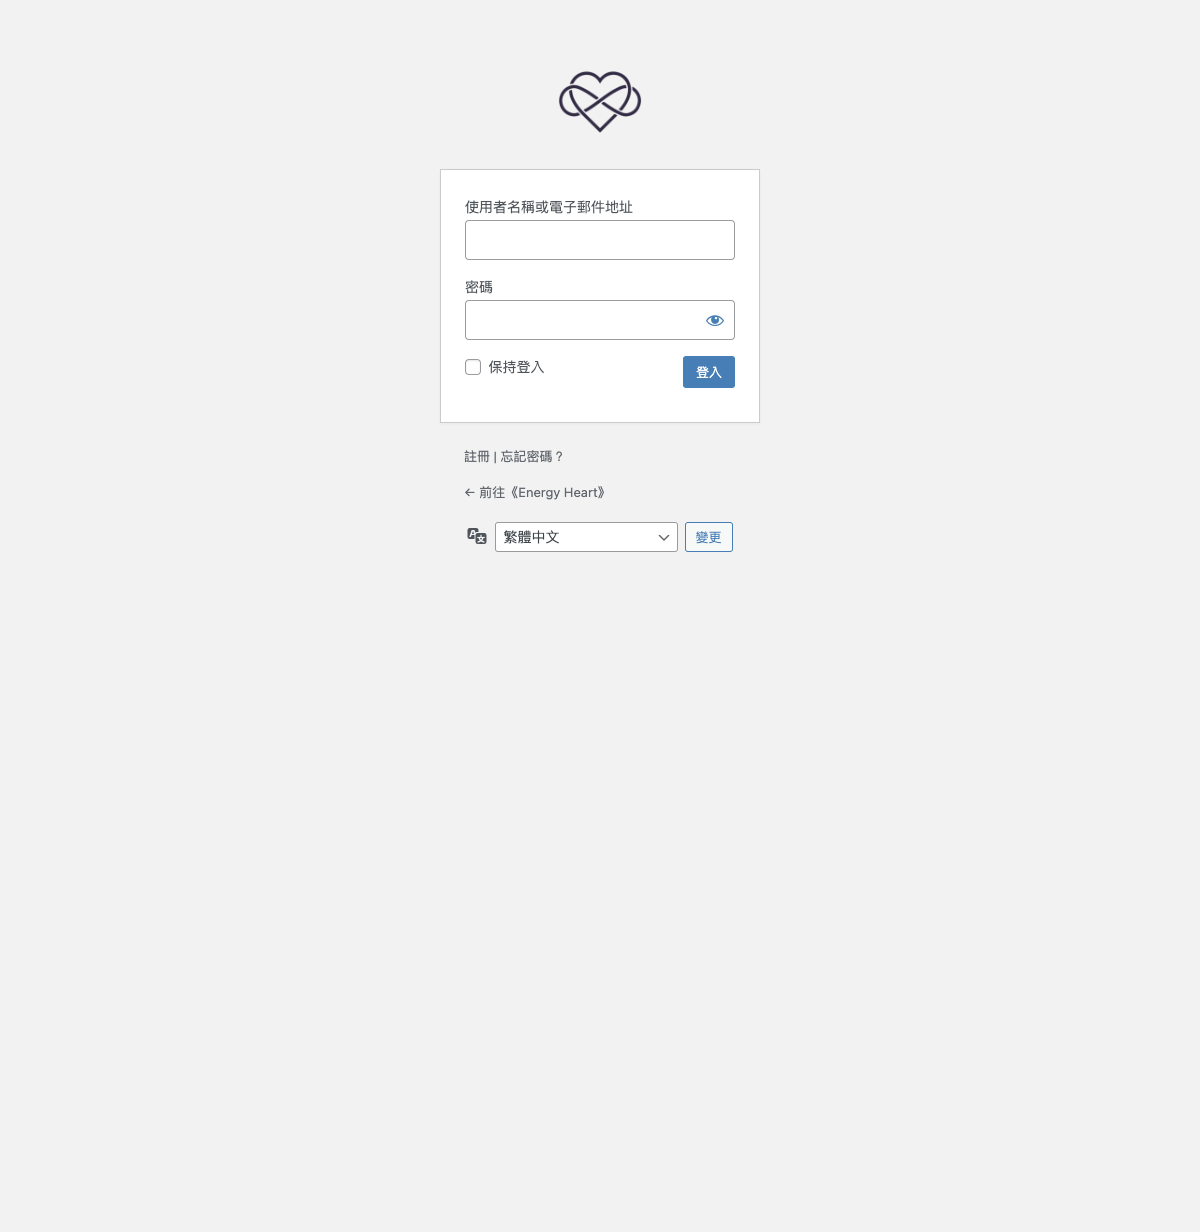 使用者名稱或電子郵件地址
密碼
保持登入
登入
註冊 | 忘記密碼？
← 前往《Energy Heart》
繁體中文
變更